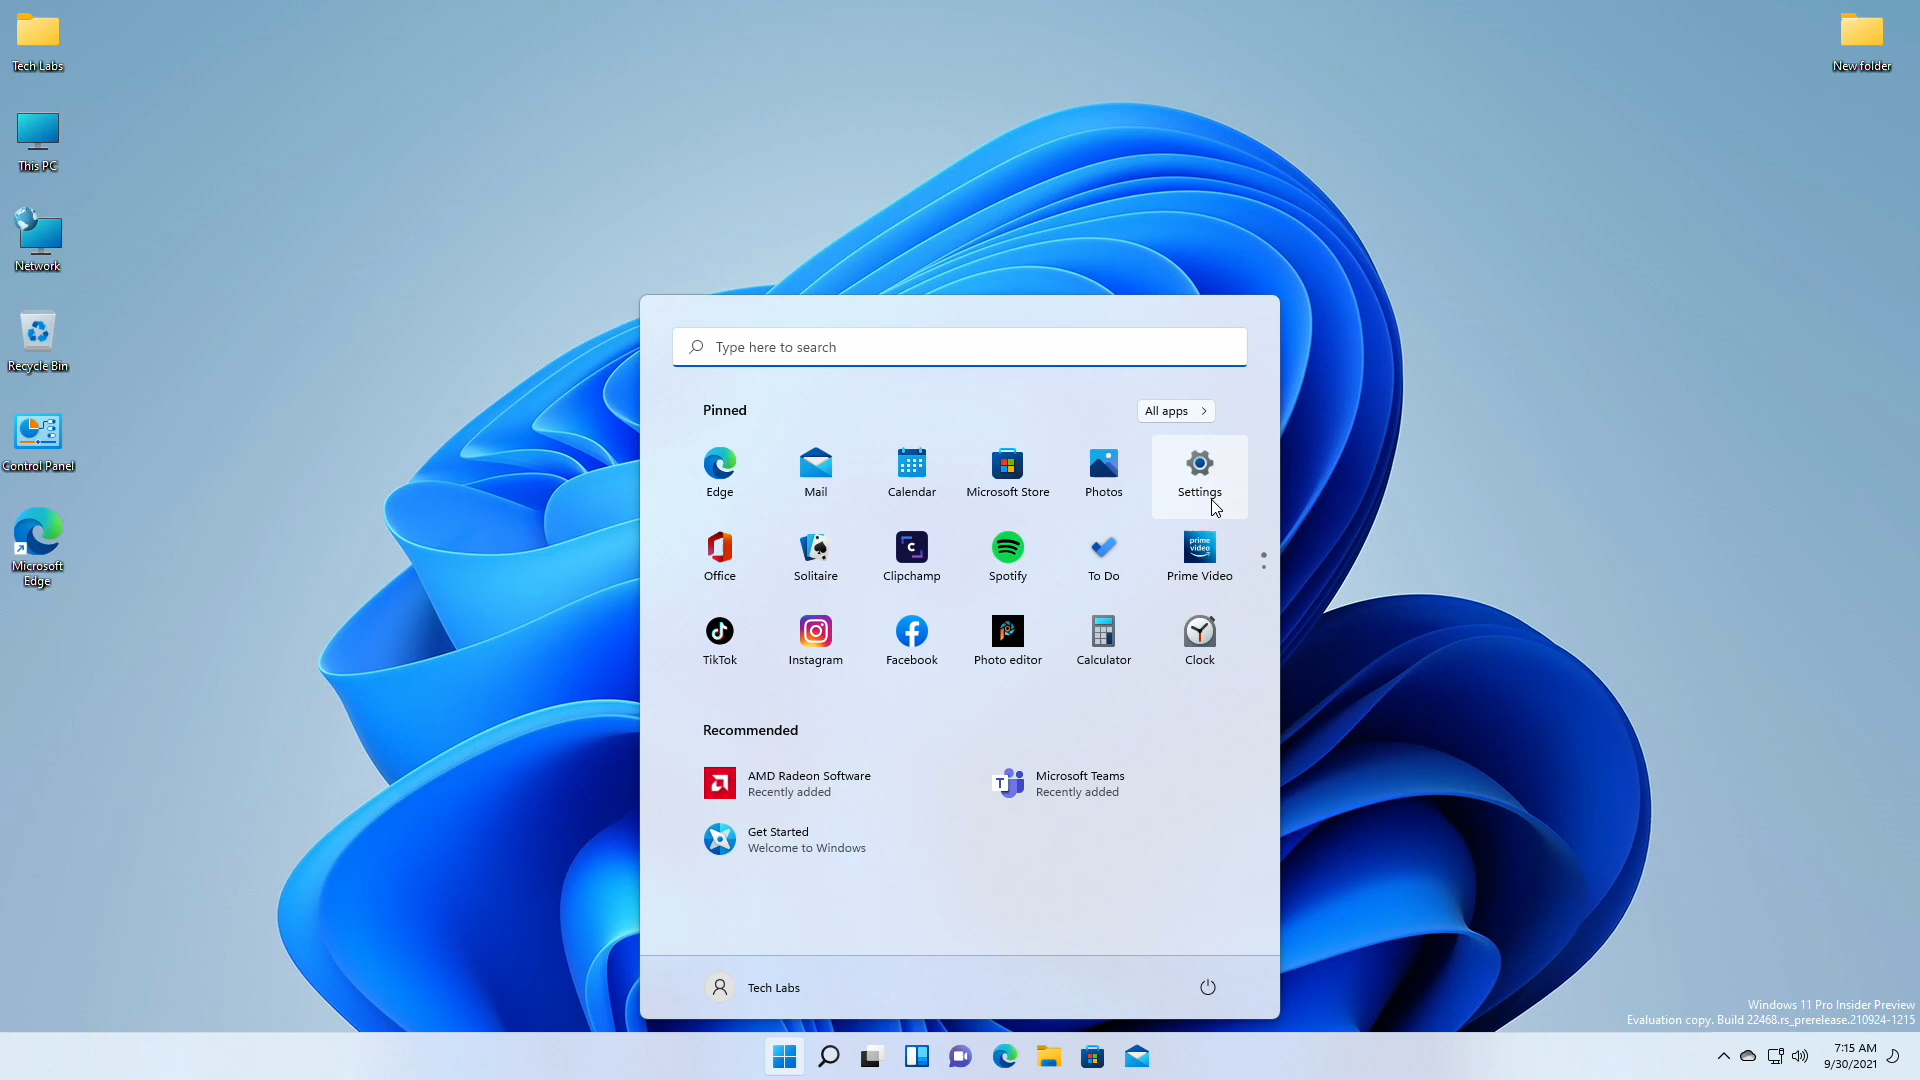 Tech Labs
This PC
Network
Recycle Bin
Control Panel
Microsoft
Edge
New folder
Type here to search
Pinned
All apps
Edge
Mail
Calendar
Microsoft Store
Photos
Settings
Office
Solitaire
Clipchamp
Spotify
To Do
prime
video
Prime Video
TikTok
Instagram
Facebook
Photo editor
Calculator
Clock
Recommended
AMD Radeon Software
Recently added
Microsoft Teams
Recently added
Get Started
Welcome to Windows
Tech Labs
Windows 11 Pro Insider Preview
Evaluation copy. Build 22468.rs_prerelease.210924-1215
7:15 AM
9/30/2021